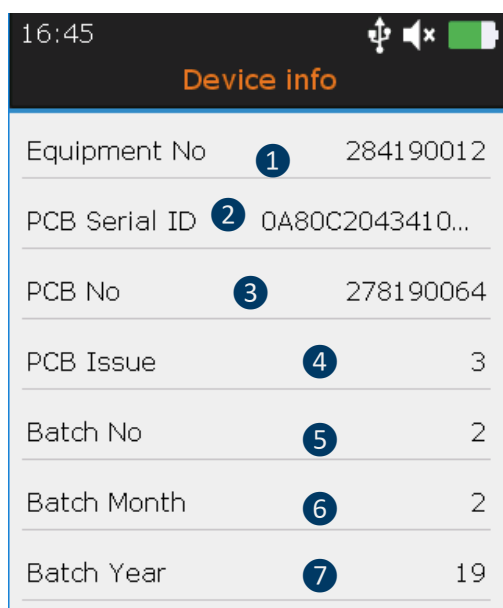 16:45
Device info
Equipment No 1 284190012
PCB Serial ID 2 0A80C2043410...
PCB No 3 278190064
PCB Issue 4 3
Batch No 5 2
Batch Month 6 2
Batch Year 7 19